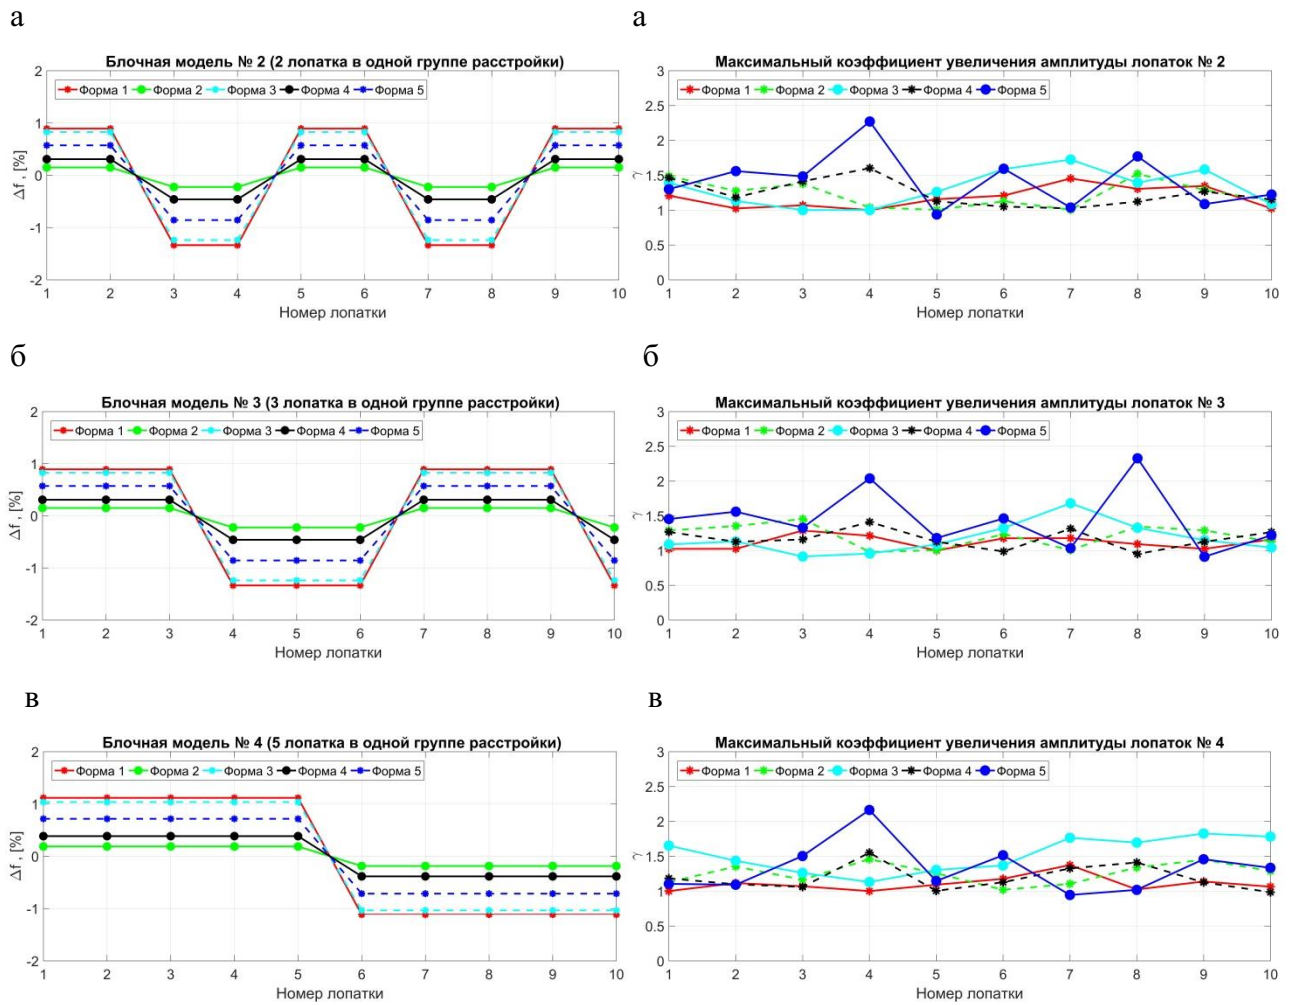 а
а
Блочная модель № 2 (2 лопатка в одной группе расстройки)
Форма 1 Форма 2 Форма 3 Форма 4 Форма 5
2
1
0
-1
-2
Δf , [%]
1 2 3 4 5 6 7 8 9 10
Номер лопатки
Максимальный коэффициент увеличения амплитуды лопаток № 2
Форма 1 Форма 2 Форма 3 Форма 4 Форма 5
3
2.5
2
1.5
1
0.5
0
γ
1 2 3 4 5 6 7 8 9 10
Номер лопатки
б
б
Блочная модель № 3 (3 лопатка в одной группе расстройки)
Форма 1 Форма 2 Форма 3 Форма 4 Форма 5
2
1
0
-1
-2
Δf , [%]
1 2 3 4 5 6 7 8 9 10
Номер лопатки
Максимальный коэффициент увеличения амплитуды лопаток № 3
Форма 1 Форма 2 Форма 3 Форма 4 Форма 5
3
2.5
2
1.5
1
0.5
0
γ
1 2 3 4 5 6 7 8 9 10
Номер лопатки
в
в
Блочная модель № 4 (5 лопатка в одной группе расстройки)
Форма 1 Форма 2 Форма 3 Форма 4 Форма 5
2
1
0
-1
-2
Δf , [%]
1 2 3 4 5 6 7 8 9 10
Номер лопатки
Максимальный коэффициент увеличения амплитуды лопаток № 4
Форма 1 Форма 2 Форма 3 Форма 4 Форма 5
3
2.5
2
1.5
1
0.5
0
γ
1 2 3 4 5 6 7 8 9 10
Номер лопатки